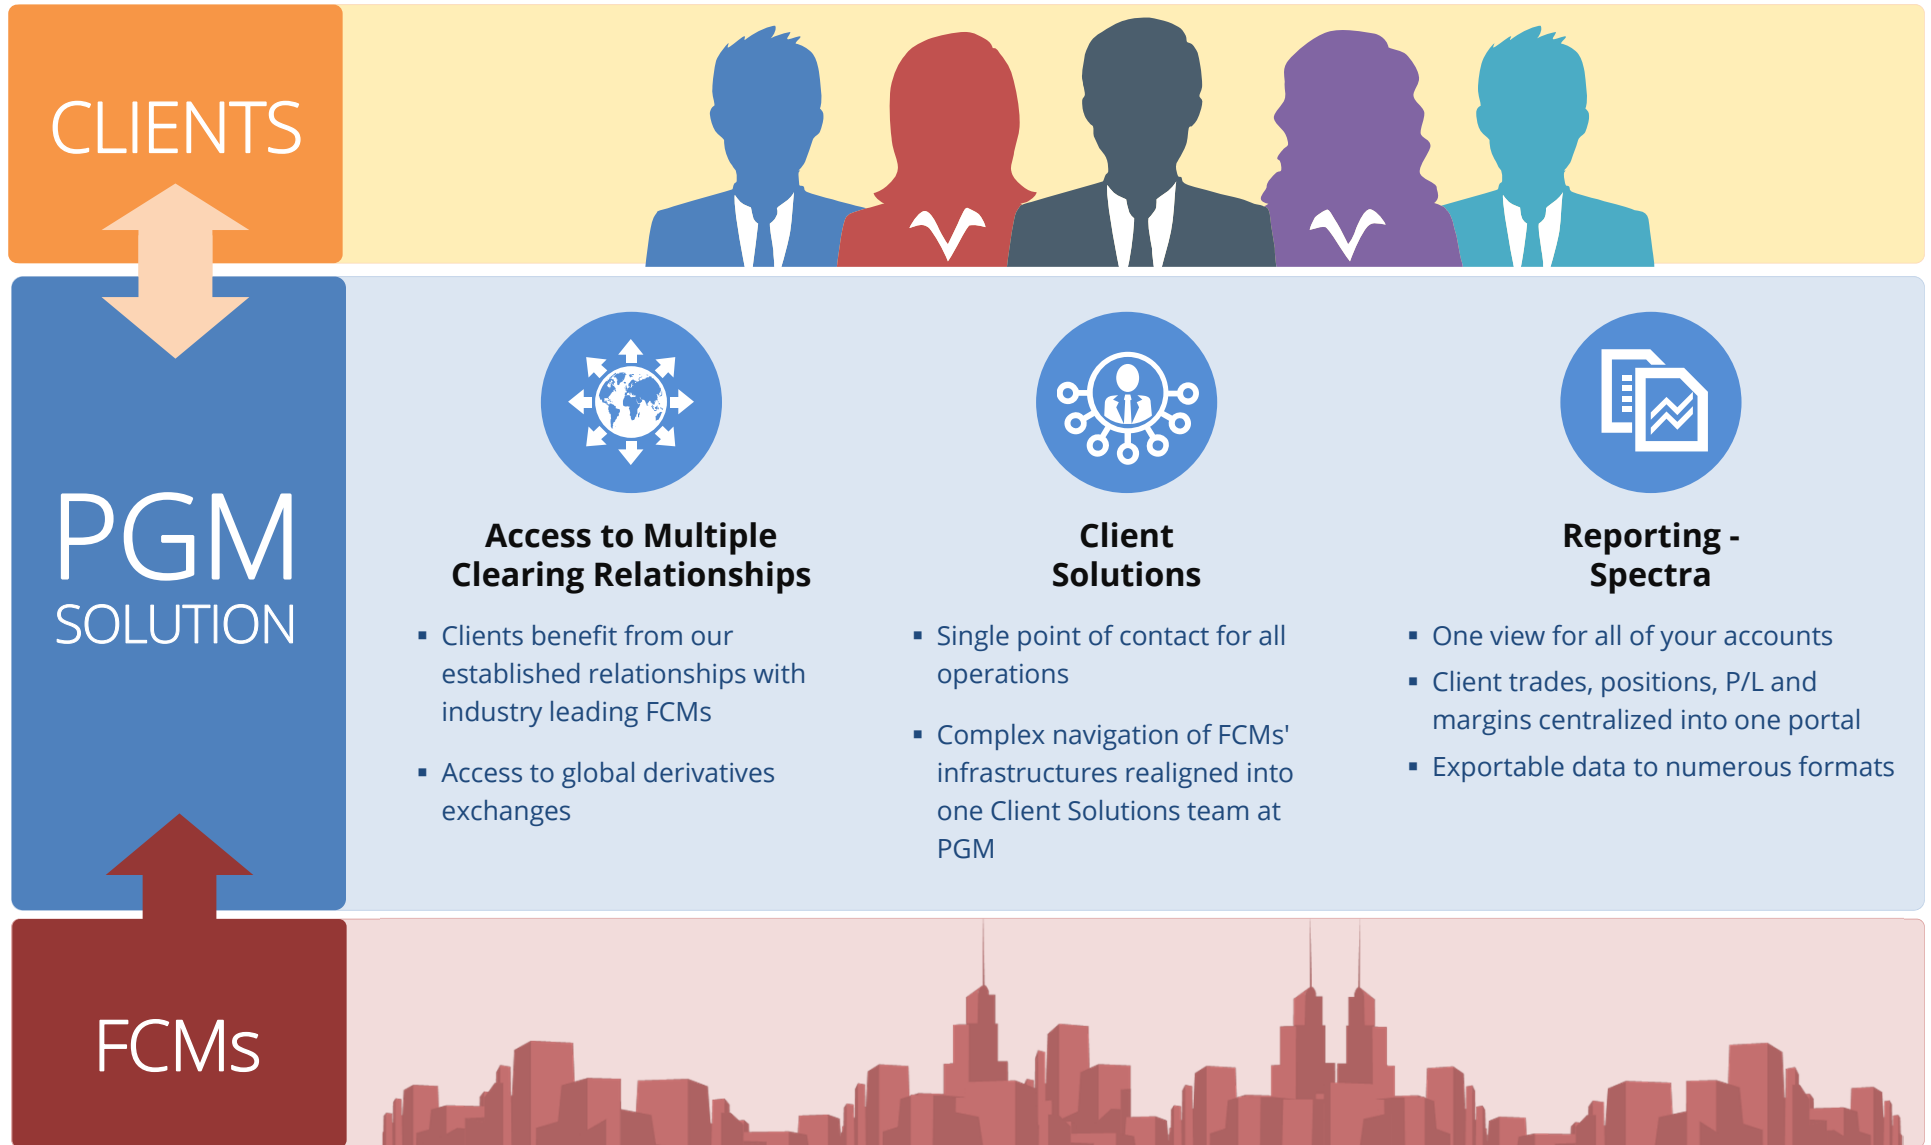 CLIENTS
PGM
SOLUTION
Access to Multiple
Clearing Relationships
▪ Clients benefit from our
established relationships with
industry leading FCMs
▪ Access to global derivatives
exchanges
Client
Solutions
▪ Single point of contact for all
operations
▪ Complex navigation of FCMs'
infrastructures realigned into
one Client Solutions team at
PGM
Reporting -
Spectra
▪ One view for all of your accounts
▪ Client trades, positions, P/L and
margins centralized into one portal
▪ Exportable data to numerous formats
FCMs